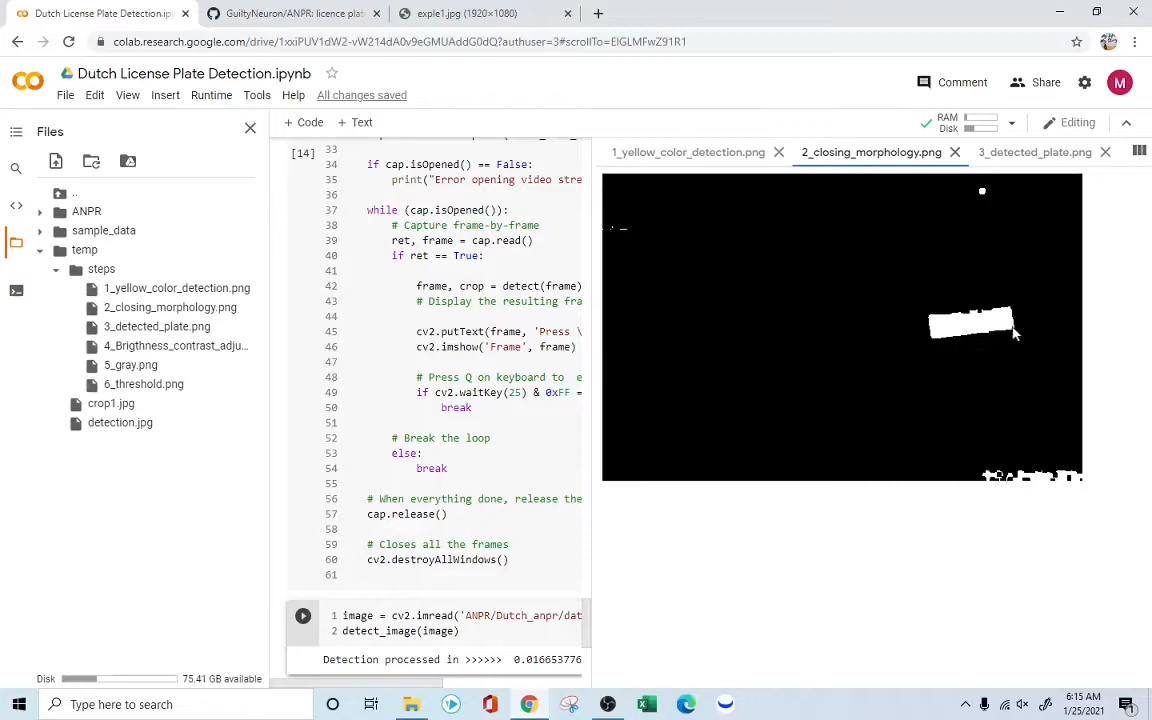 Dutch License Plate Detection.ipyn
GuiltyNeuron/ANPR: licence plat
exple1.jpg (1920×1080)
colab.research.google.com/drive/1xxiPUV1dW2-vW214dA0v9eGMUAddG0dQ?authuser=3#scrollTo=EIGLMFwZ91R1
Dutch License Plate Detection.ipynb
File Edit View Insert Runtime Tools Help All changes saved
Comment Share M
+ Code + Text
RAM
Disk
Editing
Files
..
ANPR
sample_data
temp
steps
1_yellow_color_detection.png
2_closing_morphology.png
3_detected_plate.png
4_Brigthness_contrast_adju...
5_gray.png
6_threshold.png
crop1.jpg
detection.jpg
Disk 75.41 GB available
[14]
33
34 if cap.isOpened() == False:
35 print("Error opening video stre
36
37 while (cap.isOpened()):
38 # Capture frame-by-frame
39 ret, frame = cap.read()
40 if ret == True:
41
42 frame, crop = detect(frame)
43 # Display the resulting fra
44
45 cv2.putText(frame, 'Press \
46 cv2.imshow('Frame', frame)
47
48 # Press Q on keyboard to e
49 if cv2.waitKey(25) & 0xFF =
50 break
51
52 # Break the loop
53 else:
54 break
55
56 # When everything done, release the
57 cap.release()
58
59 # Closes all the frames
60 cv2.destroyAllWindows()
61
1 image = cv2.imread('ANPR/Dutch_anpr/dat
2 detect_image(image)
Detection processed in >>>>>> 0.016653776
1_yellow_color_detection.png
2_closing_morphology.png
3_detected_plate.png
Type here to search
6:15 AM
1/25/2021
1